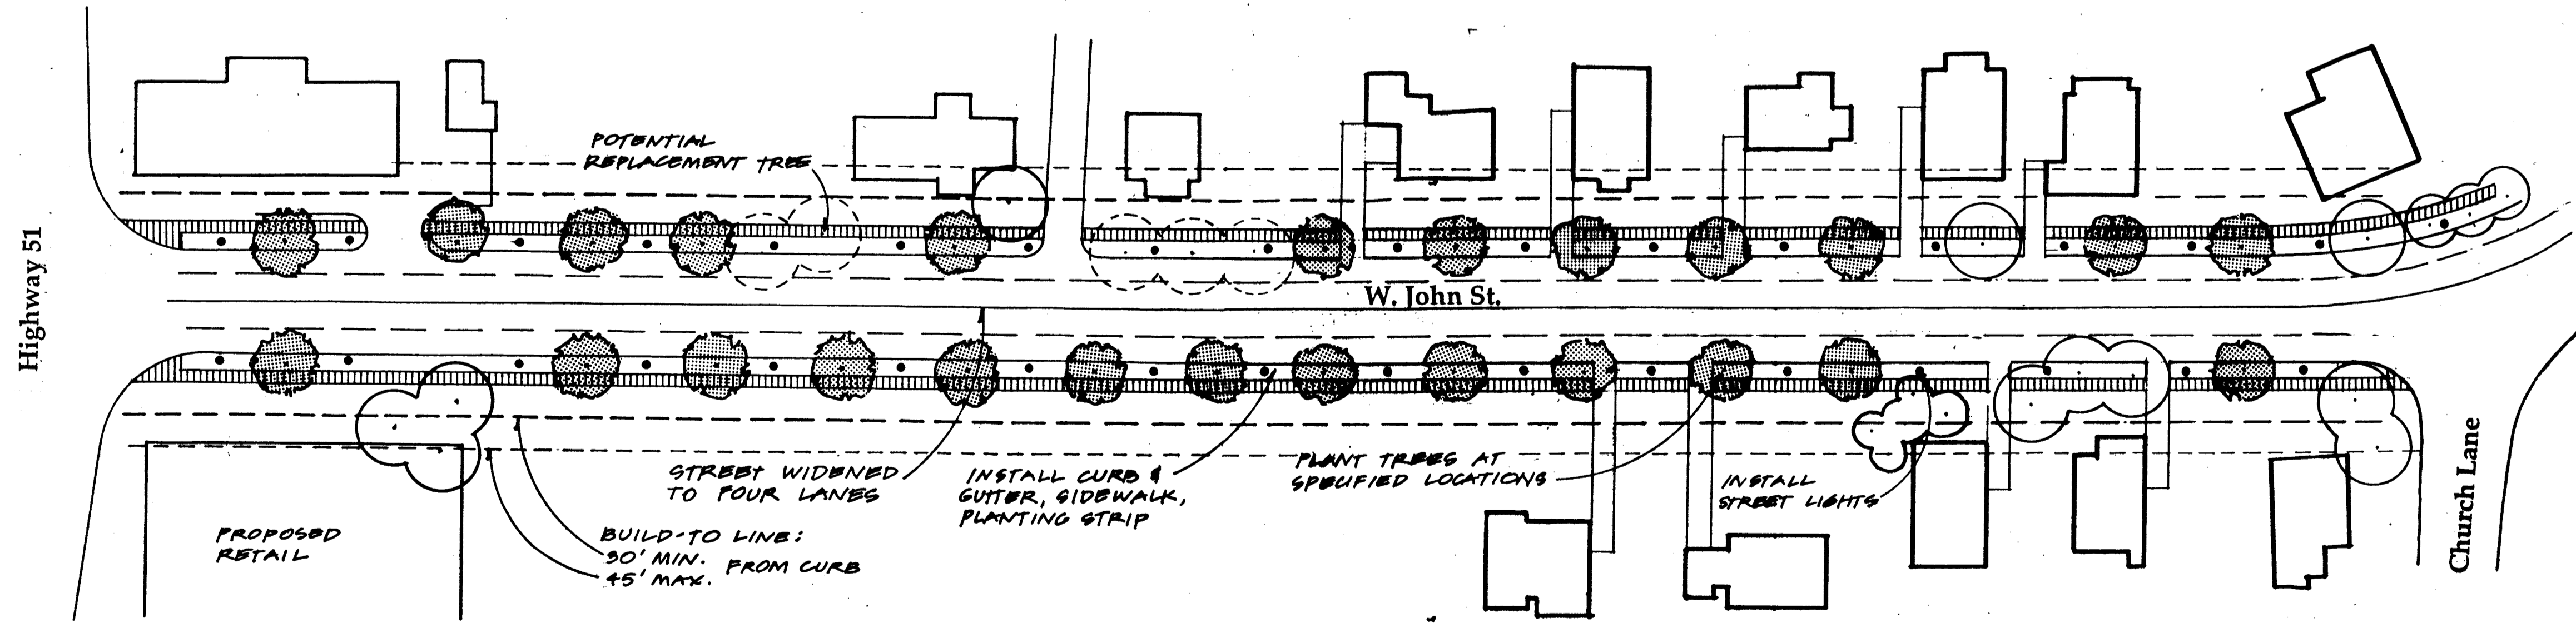 Highway 51
POTENTIAL
REPLACEMENT TREE
W. John St.
STREET WIDENED
TO FOUR LANES
INSTALL CURB &
GUTTER, SIDEWALK,
PLANTING STRIP
PLANT TREES AT
SPECIFIED LOCATIONS
INSTALL
STREET LIGHTS
PROPOSED
RETAIL
BUILD-TO LINE:
30' MIN.
45' MAX. FROM CURB
Church Lane